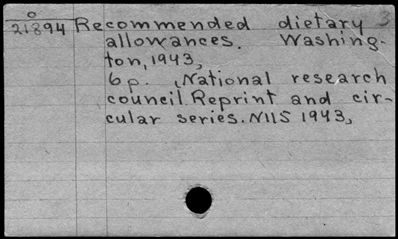 O
21894 Recommended dietary 3
allowances. Washing-
ton, 1943,
6p. (National research
council. Reprint and cir-
cular series. N115 1943,